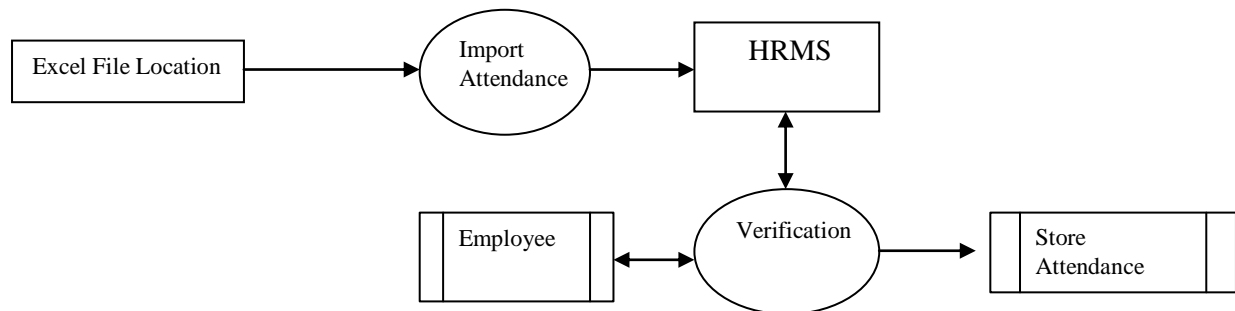 Excel File Location
Import
Attendance
HRMS
Employee
Verification
Store
Attendance